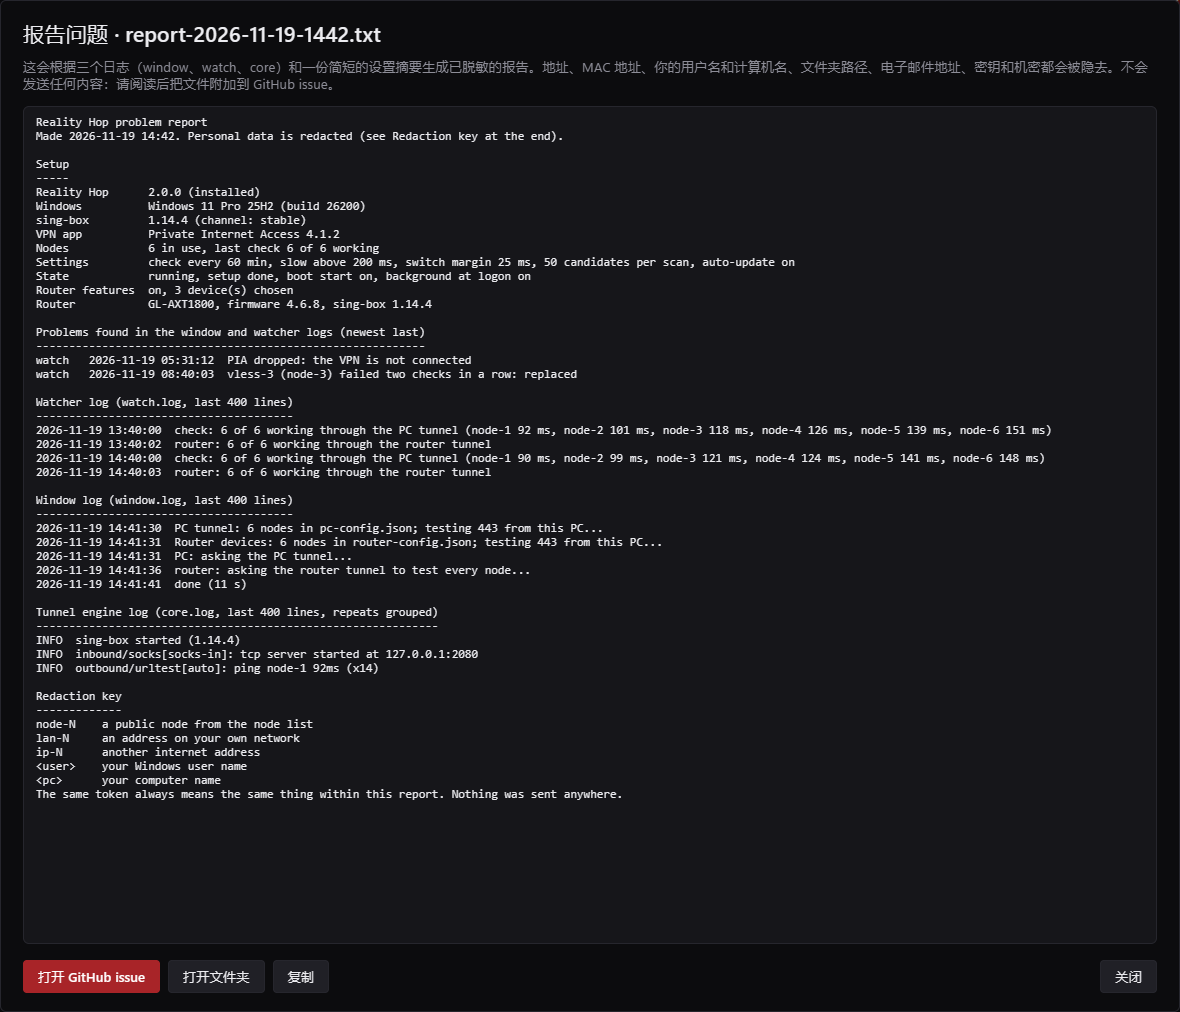 报告问题 · report-2026-11-19-1442.txt
这会根据三个日志（window、watch、core）和一份简短的设置摘要生成已脱敏的报告。地址、MAC 地址、你的用户名和计算机名、文件夹路径、电子邮件地址、密钥和机密都会被隐去。不会
发送任何内容：请阅读后把文件附加到 GitHub issue。
Reality Hop problem report
Made 2026-11-19 14:42. Personal data is redacted (see Redaction key at the end).
Setup
-----
Reality Hop      2.0.0 (installed)
Windows          Windows 11 Pro 25H2 (build 26200)
sing-box         1.14.4 (channel: stable)
VPN app          Private Internet Access 4.1.2
Nodes            6 in use, last check 6 of 6 working
Settings         check every 60 min, slow above 200 ms, switch margin 25 ms, 50 candidates per scan, auto-update on
State            running, setup done, boot start on, background at logon on
Router features  on, 3 device(s) chosen
Router           GL-AXT1800, firmware 4.6.8, sing-box 1.14.4
Problems found in the window and watcher logs (newest last)
-----------------------------------------------------------
watch   2026-11-19 05:31:12  PIA dropped: the VPN is not connected
watch   2026-11-19 08:40:03  vless-3 (node-3) failed two checks in a row: replaced
Watcher log (watch.log, last 400 lines)
---------------------------------------
2026-11-19 13:40:00  check: 6 of 6 working through the PC tunnel (node-1 92 ms, node-2 101 ms, node-3 118 ms, node-4 126 ms, node-5 139 ms, node-6 151 ms)
2026-11-19 13:40:02  router: 6 of 6 working through the router tunnel
2026-11-19 14:40:00  check: 6 of 6 working through the PC tunnel (node-1 90 ms, node-2 99 ms, node-3 121 ms, node-4 124 ms, node-5 141 ms, node-6 148 ms)
2026-11-19 14:40:03  router: 6 of 6 working through the router tunnel
Window log (window.log, last 400 lines)
---------------------------------------
2026-11-19 14:41:30  PC tunnel: 6 nodes in pc-config.json; testing 443 from this PC...
2026-11-19 14:41:31  Router devices: 6 nodes in router-config.json; testing 443 from this PC...
2026-11-19 14:41:31  PC: asking the PC tunnel...
2026-11-19 14:41:36  router: asking the router tunnel to test every node...
2026-11-19 14:41:41  done (11 s)
Tunnel engine log (core.log, last 400 lines, repeats grouped)
-------------------------------------------------------------
INFO  sing-box started (1.14.4)
INFO  inbound/socks[socks-in]: tcp server started at 127.0.0.1:2080
INFO  outbound/urltest[auto]: ping node-1 92ms (x14)
Redaction key
-------------
node-N    a public node from the node list
lan-N     an address on your own network
ip-N      another internet address
<user>    your Windows user name
<pc>      your computer name
The same token always means the same thing within this report. Nothing was sent anywhere.
打开 GitHub issue
打开文件夹
复制
关闭